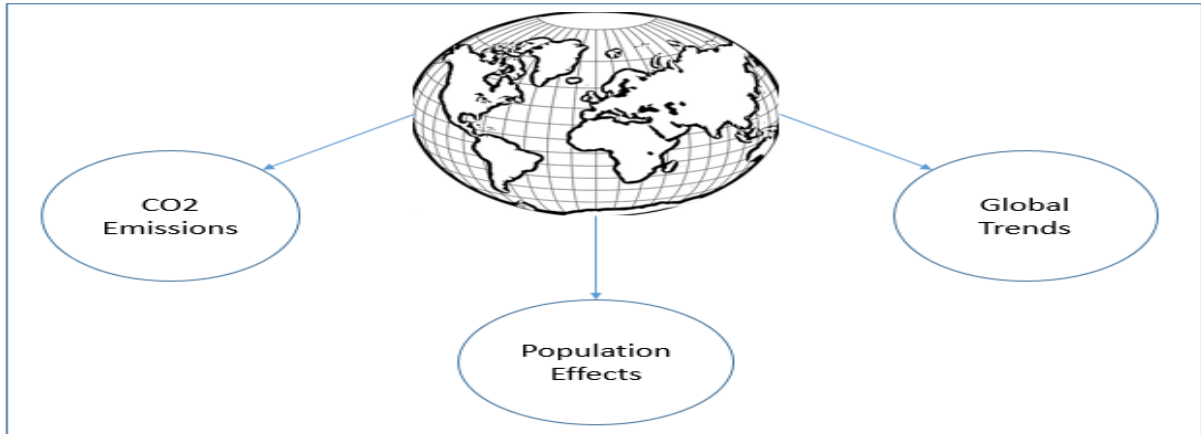 CO2
Emissions
Global
Trends
Population
Effects